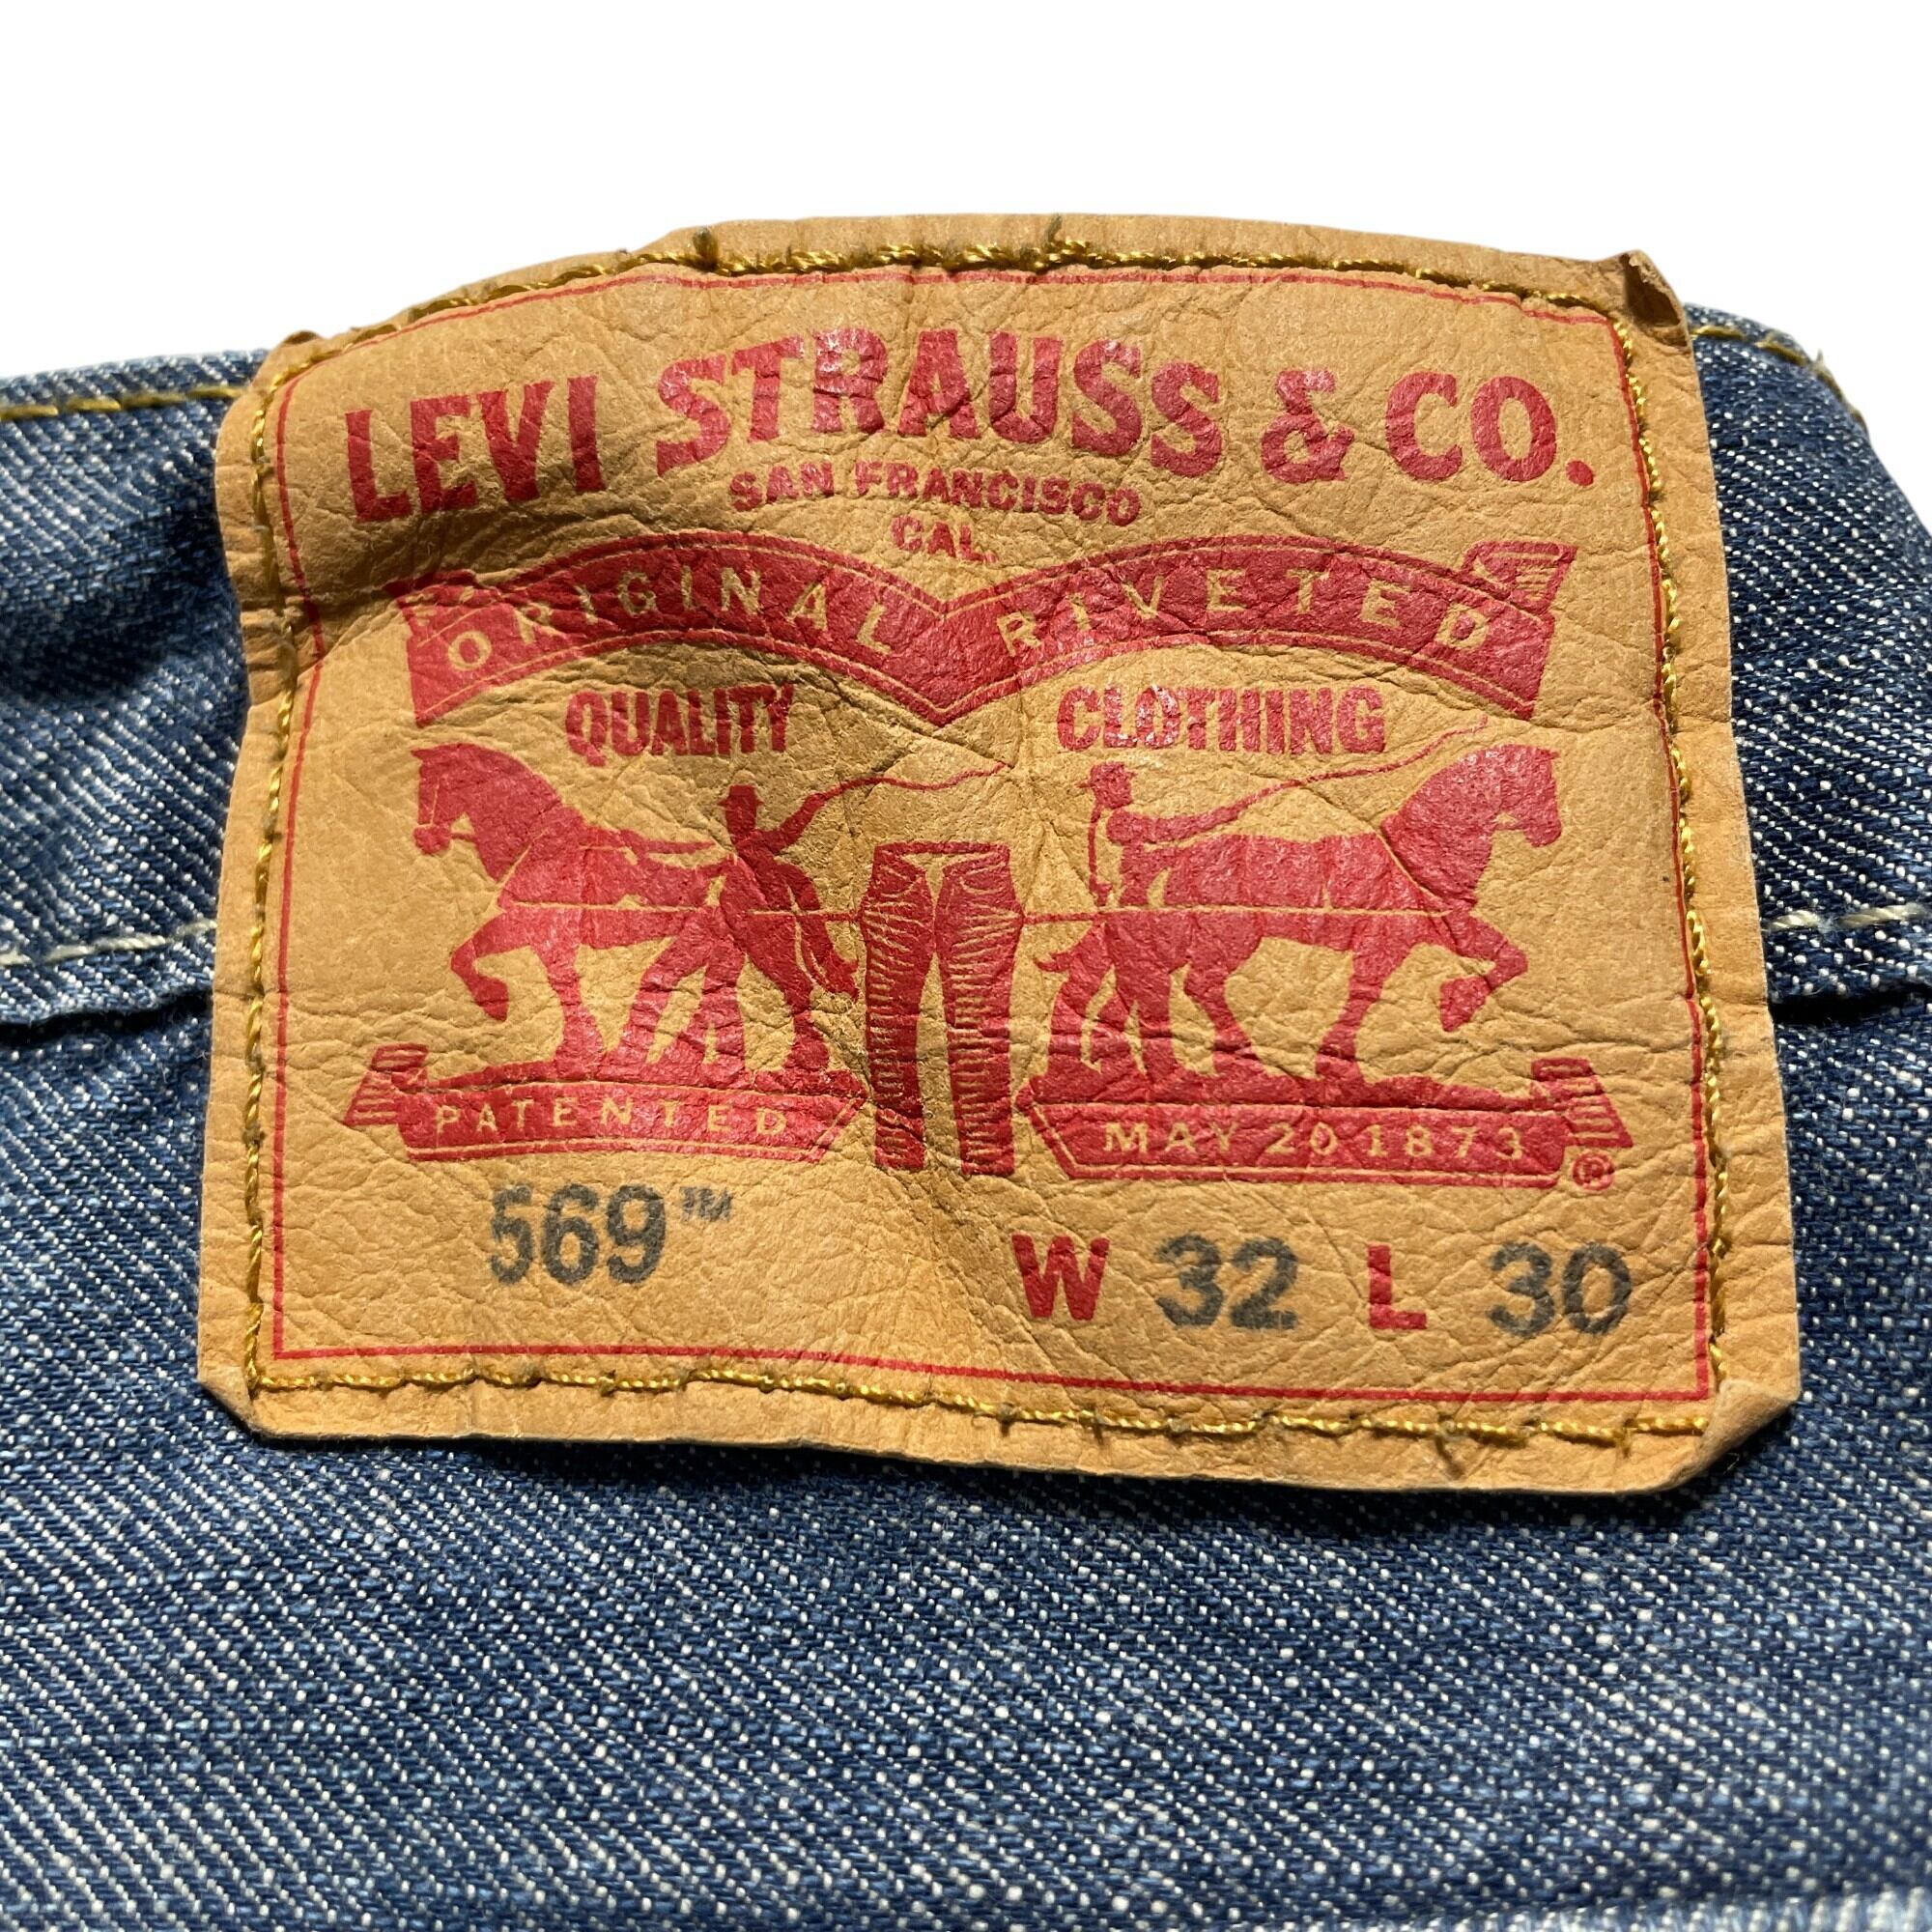 LEVI STRAUSS & CO.
SAN FRANCISCO
CAL.
ORIGINAL RIVETED
QUALITY CLOTHING
PATENTED MAY 20 1873 ®
569™ W 32 L 30